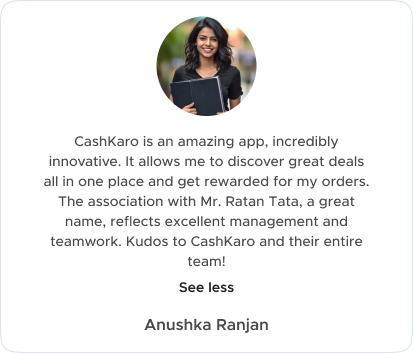 CashKaro is an amazing app, incredibly
innovative. It allows me to discover great deals
all in one place and get rewarded for my orders.
The association with Mr. Ratan Tata, a great
name, reflects excellent management and
teamwork. Kudos to CashKaro and their entire
team!
See less
Anushka Ranjan